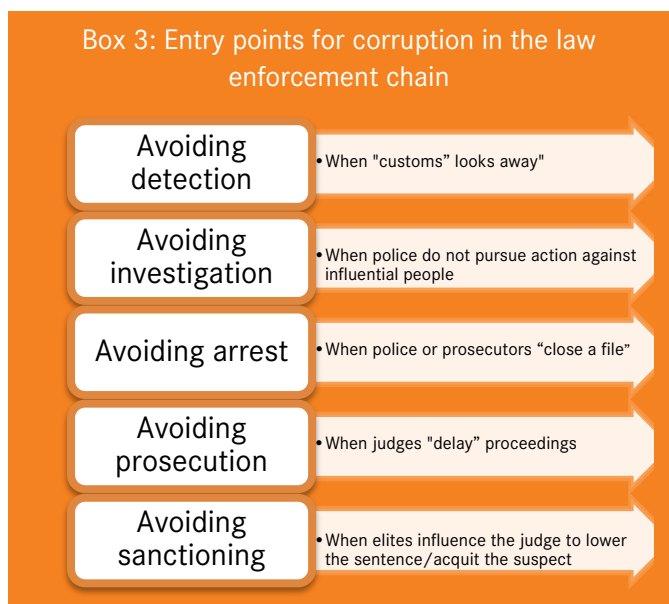 Box 3: Entry points for corruption in the law
enforcement chain
Avoiding
detection
•When "customs” looks away"
Avoiding
investigation
•When police do not pursue action against
influential people
Avoiding arrest
•When police or prosecutors “close a file”
Avoiding
prosecution
•When judges "delay” proceedings
Avoiding
sanctioning
•When elites influence the judge to lower
the sentence/acquit the suspect